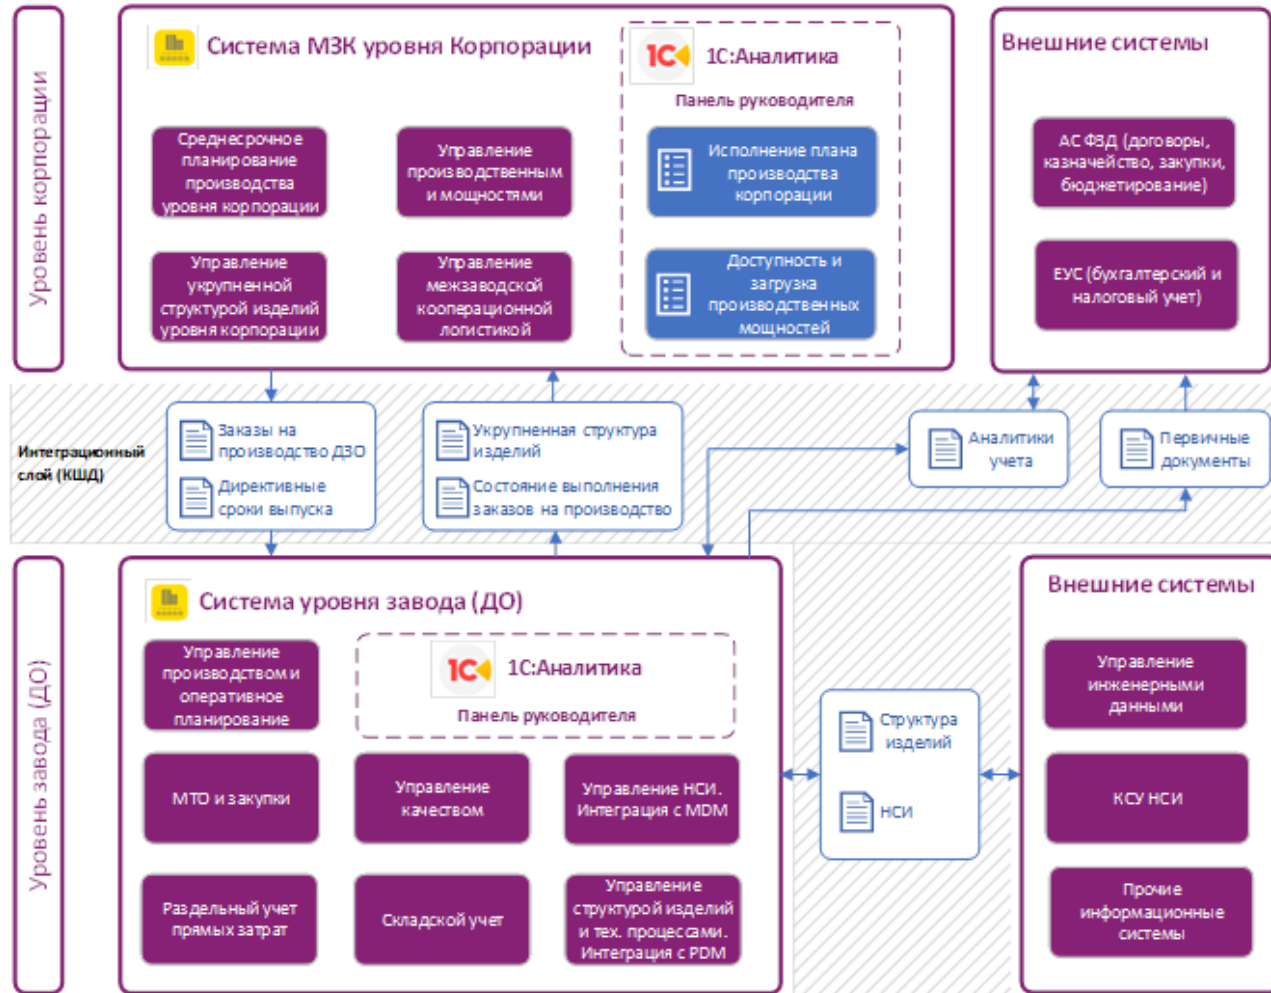 Уровень корпорации
Система МЗК уровня Корпорации
Среднесрочное
планирование
производства
уровня корпорации
Управление
производственным
и мощностями
Управление
укрупненной
структурой изделий
уровня корпорации
Управление
межзаводской
кооперационной
логистикой
1С
1С:Аналитика
Панель руководителя
Исполнение плана
производства
корпорации
Доступность и
загрузка
производственных
мощностей
Внешние системы
АС ФЗД (договоры,
казначейство, закупки,
бюджетирование)
ЕУС (бухгалтерский и
налоговый учет)
Интеграционный
слой (КШД)
Заказы на
производство ДЗО
Директивные
сроки выпуска
Укрупненная структура
изделий
Состояние выполнения
заказов на производство
Аналитики
учета
Первичные
документы
Уровень завода (ДО)
Система уровня завода (ДО)
Управление
производством и
оперативное
планирование
1С
1С:Аналитика
Панель руководителя
МТО и закупки
Управление
качеством
Управление НСИ.
Интеграция с MDM
Раздельный учет
прямых затрат
Складской учет
Управление
структурой изделий
и тех. процессами.
Интеграция с PDM
Структура
изделий
НСИ
Внешние системы
Управление
инженерными
данными
КСУ НСИ
Прочие
информационные
системы